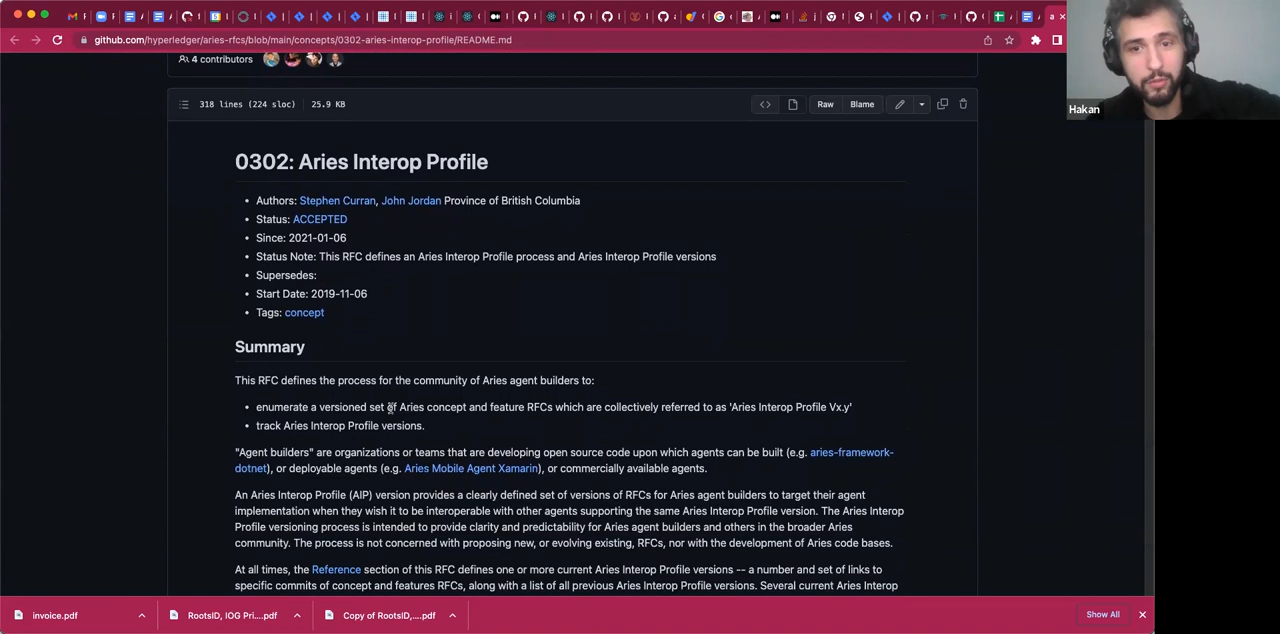 github.com/hyperledger/aries-rfcs/blob/main/concepts/0302-aries-interop-profile/README.md
Hakan
4 contributors
318 lines (224 sloc) 25.9 KB
Raw Blame
0302: Aries Interop Profile
• Authors: Stephen Curran, John Jordan Province of British Columbia
• Status: ACCEPTED
• Since: 2021-01-06
• Status Note: This RFC defines an Aries Interop Profile process and Aries Interop Profile versions
• Supersedes:
• Start Date: 2019-11-06
• Tags: concept
Summary
This RFC defines the process for the community of Aries agent builders to:
• enumerate a versioned set of Aries concept and feature RFCs which are collectively referred to as 'Aries Interop Profile Vx.y'
• track Aries Interop Profile versions.
"Agent builders" are organizations or teams that are developing open source code upon which agents can be built (e.g. aries-framework-
dotnet), or deployable agents (e.g. Aries Mobile Agent Xamarin), or commercially available agents.
An Aries Interop Profile (AIP) version provides a clearly defined set of versions of RFCs for Aries agent builders to target their agent
implementation when they wish it to be interoperable with other agents supporting the same Aries Interop Profile version. The Aries Interop
Profile versioning process is intended to provide clarity and predictability for Aries agent builders and others in the broader Aries
community. The process is not concerned with proposing new, or evolving existing, RFCs, nor with the development of Aries code bases.
At all times, the Reference section of this RFC defines one or more current Aries Interop Profile versions -- a number and set of links to
specific commits of concept and features RFCs, along with a list of all previous Aries Interop Profile versions. Several current Aries Interop
invoice.pdf
RootsID, IOG Pri....pdf
Copy of RootsID,....pdf
Show All